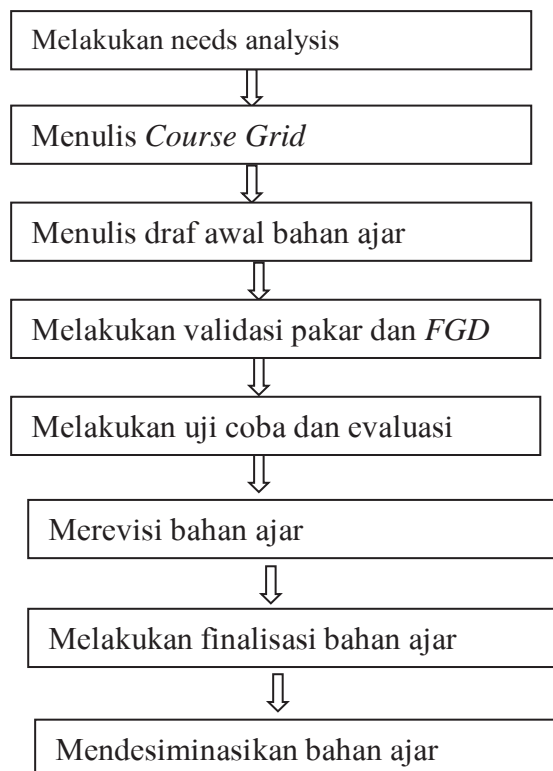 Melakukan needs analysis
Menulis Course Grid
Menulis draf awal bahan ajar
Melakukan validasi pakar dan FGD
Melakukan uji coba dan evaluasi
Merevisi bahan ajar
Melakukan finalisasi bahan ajar
Mendesiminasikan bahan ajar